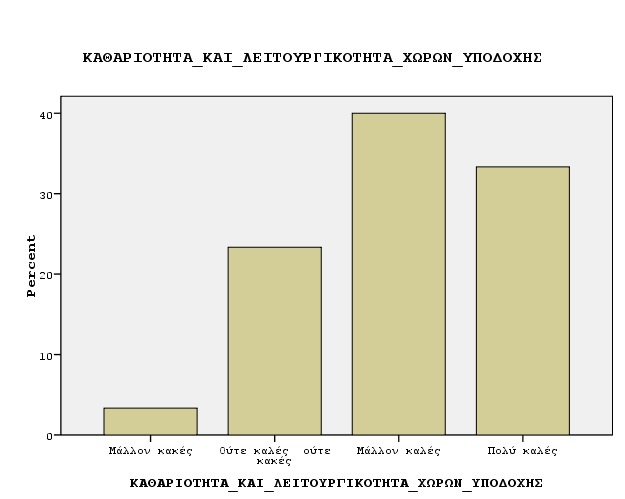 ΚΑΘΑΡΙΟΤΗΤΑ_ΚΑΙ_ΛΕΙΤΟΥΡΓΙΚΟΤΗΤΑ_ΧΩΡΩΝ_ΥΠΟΔΟΧΗΣ
40
30
20
10
0
Percent
Μάλλον κακές
Ούτε καλές ούτε
κακές
Μάλλον καλές
Πολύ καλές
ΚΑΘΑΡΙΟΤΗΤΑ_ΚΑΙ_ΛΕΙΤΟΥΡΓΙΚΟΤΗΤΑ_ΧΩΡΩΝ_ΥΠΟΔΟΧΗΣ